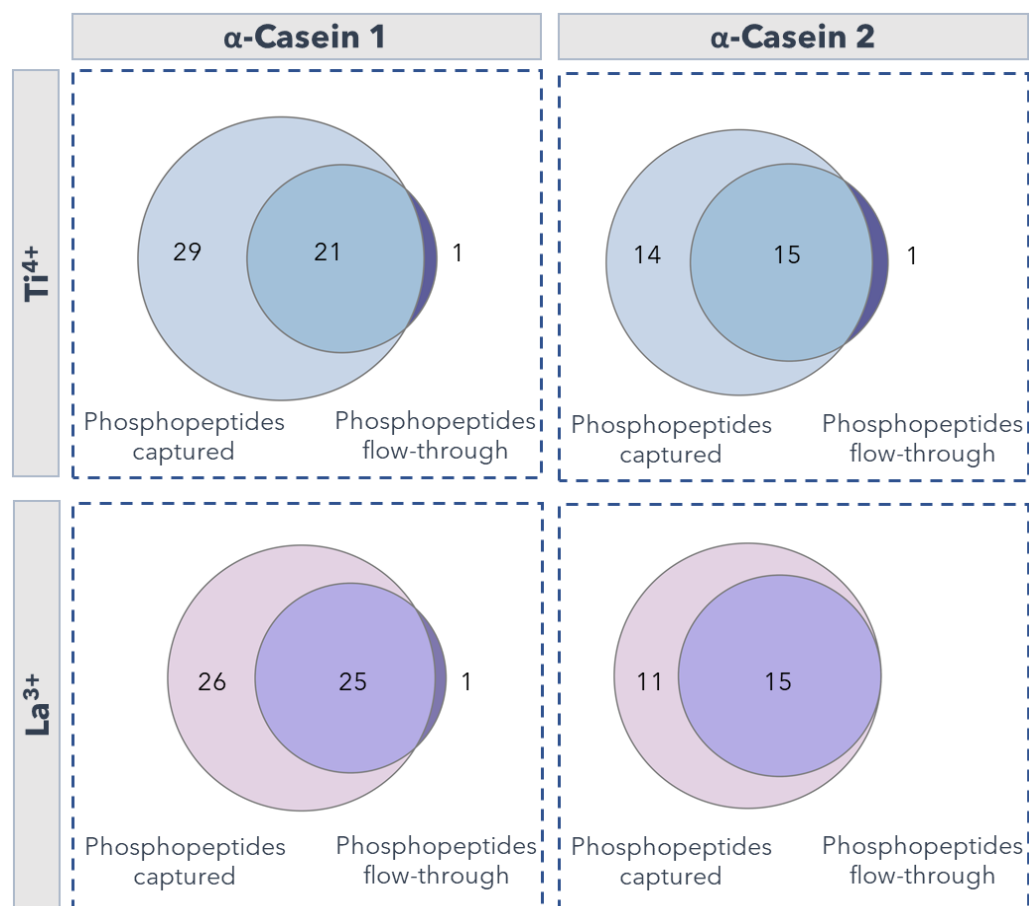 α-Casein 1
α-Casein 2
Ti⁴⁺
29
21
1
Phosphopeptides
captured
Phosphopeptides
flow-through
14
15
1
Phosphopeptides
captured
Phosphopeptides
flow-through
La³⁺
26
25
1
Phosphopeptides
captured
Phosphopeptides
flow-through
11
15
Phosphopeptides
captured
Phosphopeptides
flow-through